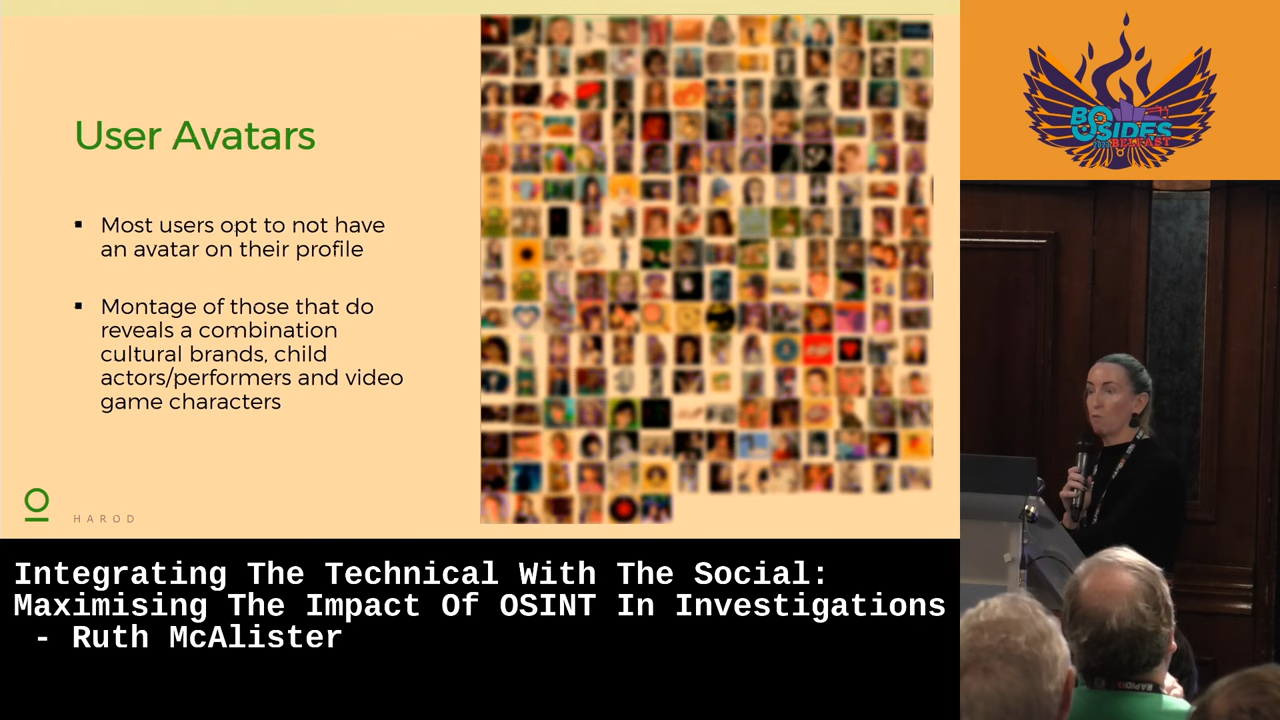 User Avatars
▪ Most users opt to not have
an avatar on their profile
▪ Montage of those that do
reveals a combination
cultural brands, child
actors/performers and video
game characters
HAROD
BSIDES
BELFAST
Integrating The Technical With The Social:
Maximising The Impact Of OSINT In Investigations
- Ruth McAlister